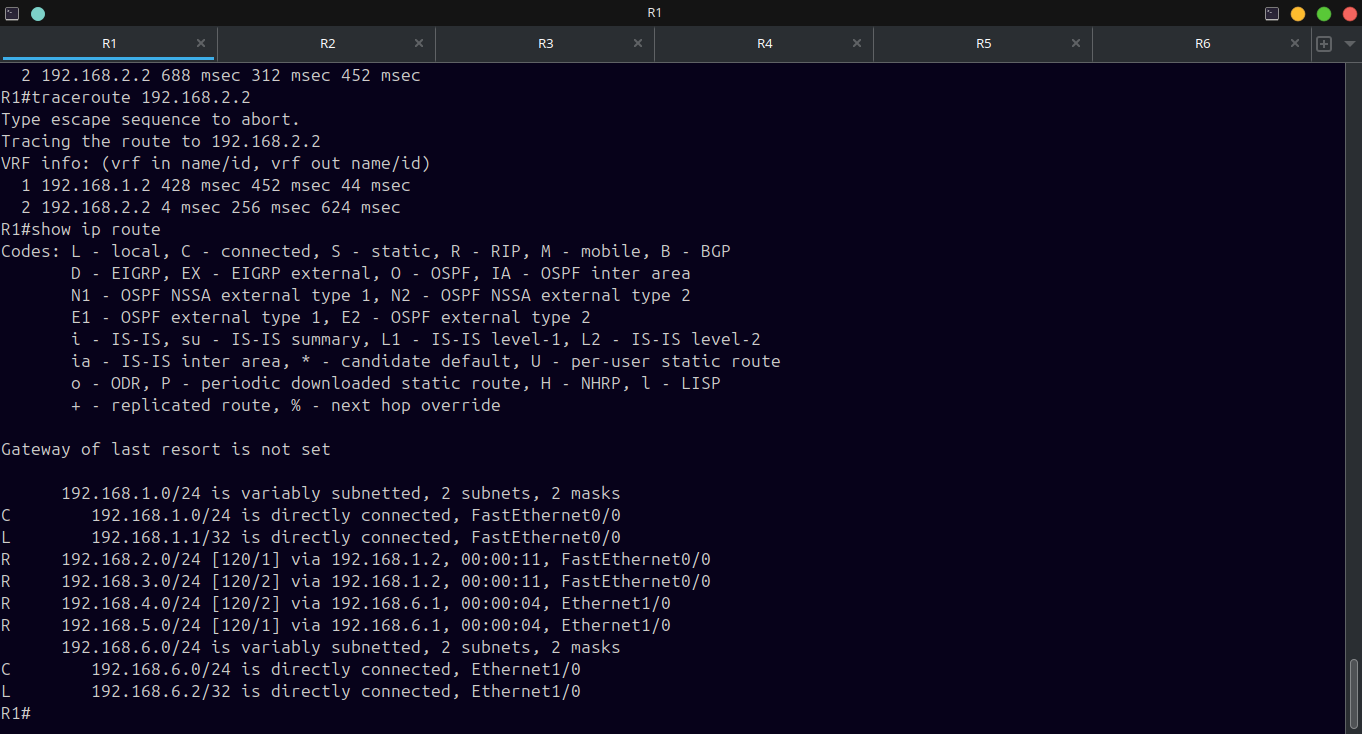 R1
R1 R2 R3 R4 R5 R6
2 192.168.2.2 688 msec 312 msec 452 msec
R1#traceroute 192.168.2.2
Type escape sequence to abort.
Tracing the route to 192.168.2.2
VRF info: (vrf in name/id, vrf out name/id)
1 192.168.1.2 428 msec 452 msec 44 msec
2 192.168.2.2 4 msec 256 msec 624 msec
R1#show ip route
Codes: L - local, C - connected, S - static, R - RIP, M - mobile, B - BGP
D - EIGRP, EX - EIGRP external, O - OSPF, IA - OSPF inter area
N1 - OSPF NSSA external type 1, N2 - OSPF NSSA external type 2
E1 - OSPF external type 1, E2 - OSPF external type 2
i - IS-IS, su - IS-IS summary, L1 - IS-IS level-1, L2 - IS-IS level-2
ia - IS-IS inter area, * - candidate default, U - per-user static route
o - ODR, P - periodic downloaded static route, H - NHRP, l - LISP
+ - replicated route, % - next hop override
Gateway of last resort is not set
192.168.1.0/24 is variably subnetted, 2 subnets, 2 masks
C 192.168.1.0/24 is directly connected, FastEthernet0/0
L 192.168.1.1/32 is directly connected, FastEthernet0/0
R 192.168.2.0/24 [120/1] via 192.168.1.2, 00:00:11, FastEthernet0/0
R 192.168.3.0/24 [120/2] via 192.168.1.2, 00:00:11, FastEthernet0/0
R 192.168.4.0/24 [120/2] via 192.168.6.1, 00:00:04, Ethernet1/0
R 192.168.5.0/24 [120/1] via 192.168.6.1, 00:00:04, Ethernet1/0
192.168.6.0/24 is variably subnetted, 2 subnets, 2 masks
C 192.168.6.0/24 is directly connected, Ethernet1/0
L 192.168.6.2/32 is directly connected, Ethernet1/0
R1#